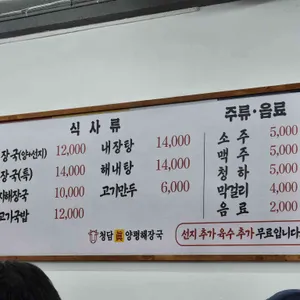 식 사 류
장국(양+선지) 12,000
장국(특) 14,000
해장국 10,000
고기국밥 12,000
내장탕 14,000
해내탕 14,000
고기만두 6,000
주류·음료
소 주 5,000
맥 주 5,000
청 하 5,000
막걸리 4,000
음 료 2,000
청담 眞 양평해장국
선지 추가 육수 추가 무료입니다